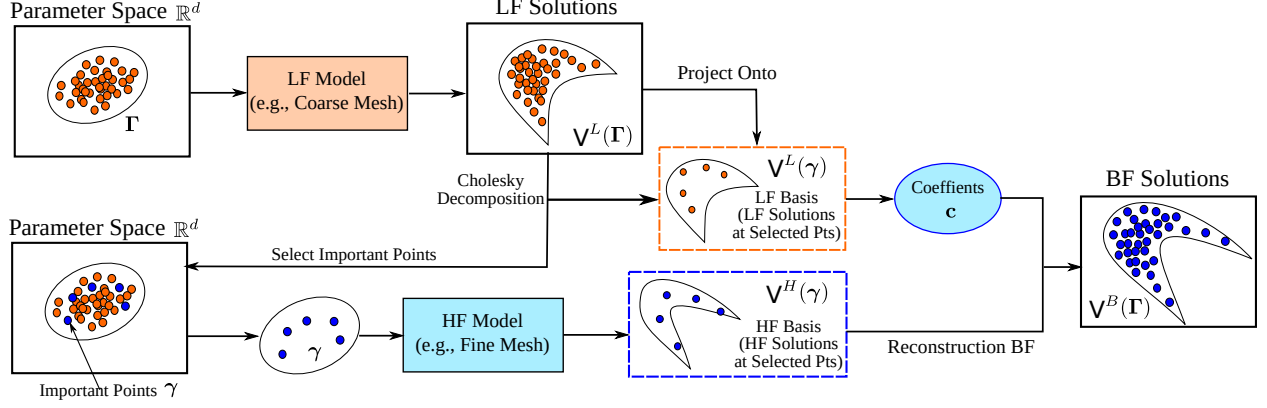 Parameter Space ℝᵈ
Γ
LF Model
(e.g., Coarse Mesh)
LF Solutions
V^L(Γ)
Project Onto
Cholesky
Decomposition
V^L(γ)
LF Basis
(LF Solutions
at Selected Pts)
Coeffients
c
BF Solutions
V^B(Γ)
Select Important Points
Parameter Space ℝᵈ
Important Points γ
γ
HF Model
(e.g., Fine Mesh)
V^H(γ)
HF Basis
(HF Solutions
at Selected Pts)
Reconstruction BF